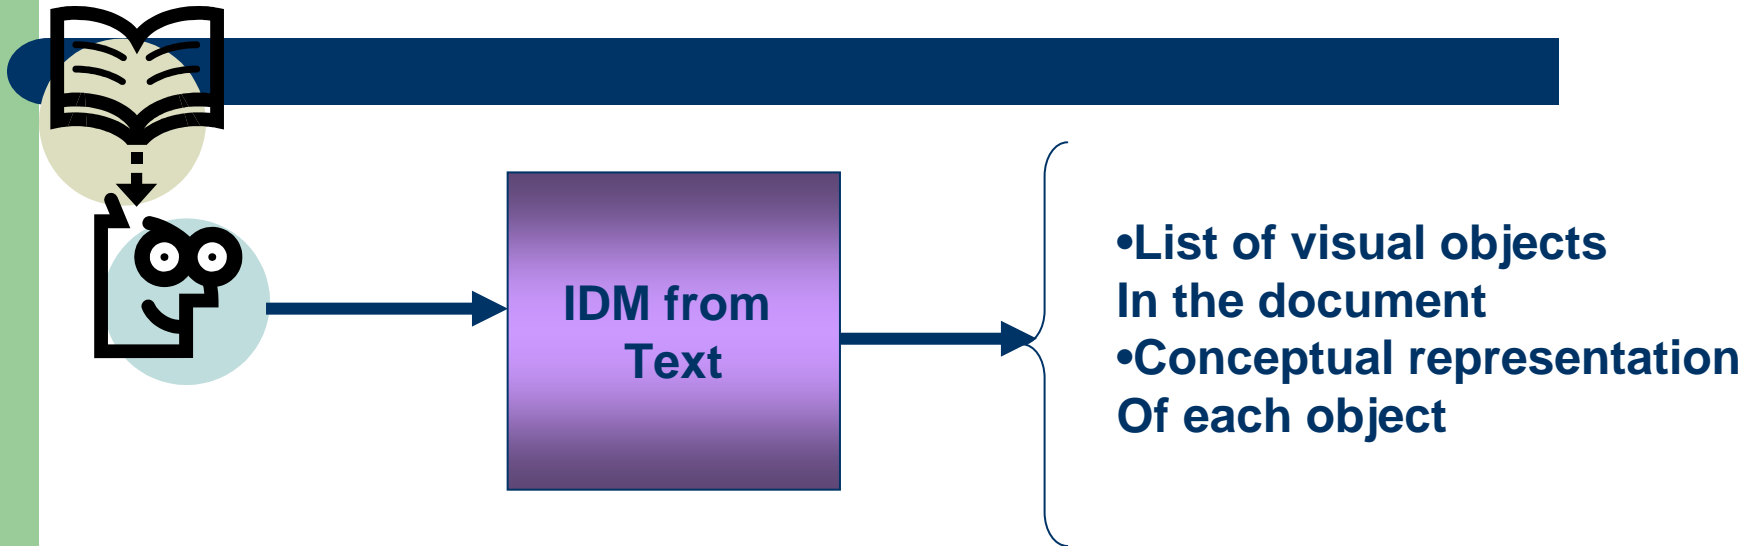 IDM from
Text
•List of visual objects
In the document
•Conceptual representation
Of each object